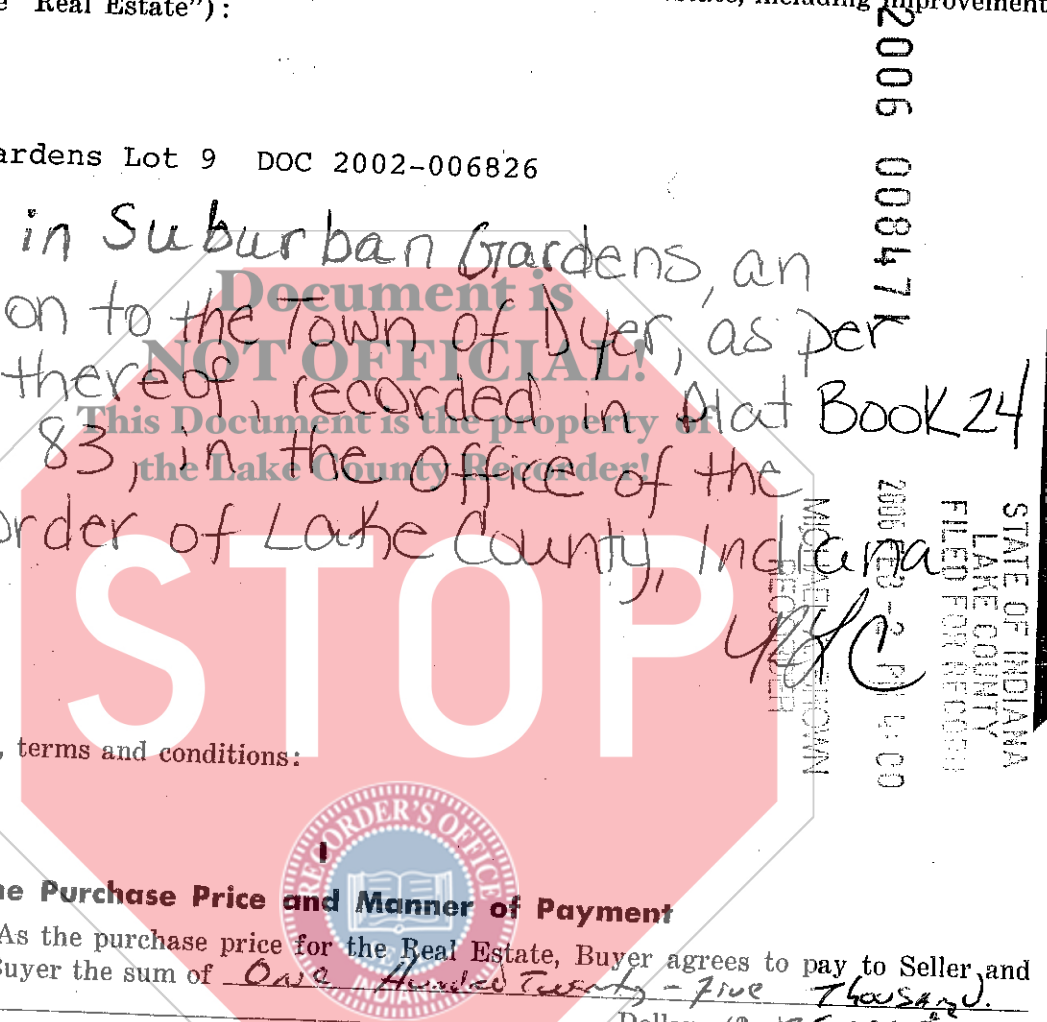 Real Estate"):
including improvement
ardens Lot 9 DOC 2002-006826
in Suburban Gardens, an
on to the Town of Dyer, as per
thereof, recorded in Plat Book 24
83, in the office of the
order of Lake County, Indiana
Document is
NOT OFFICIAL!
This Document is the property of
the Lake County Recorder!
STOP
2006 008471
STATE OF INDIANA
LAKE COUNTY
FILED FOR RECORD
RECORDER
, terms and conditions:
I
RECORDER'S OFFICE
INDIANA
he Purchase Price and Manner of Payment
As the purchase price for the Real Estate, Buyer agrees to pay to Seller and
Buyer the sum of One Hundred Twenty-five Thousand.